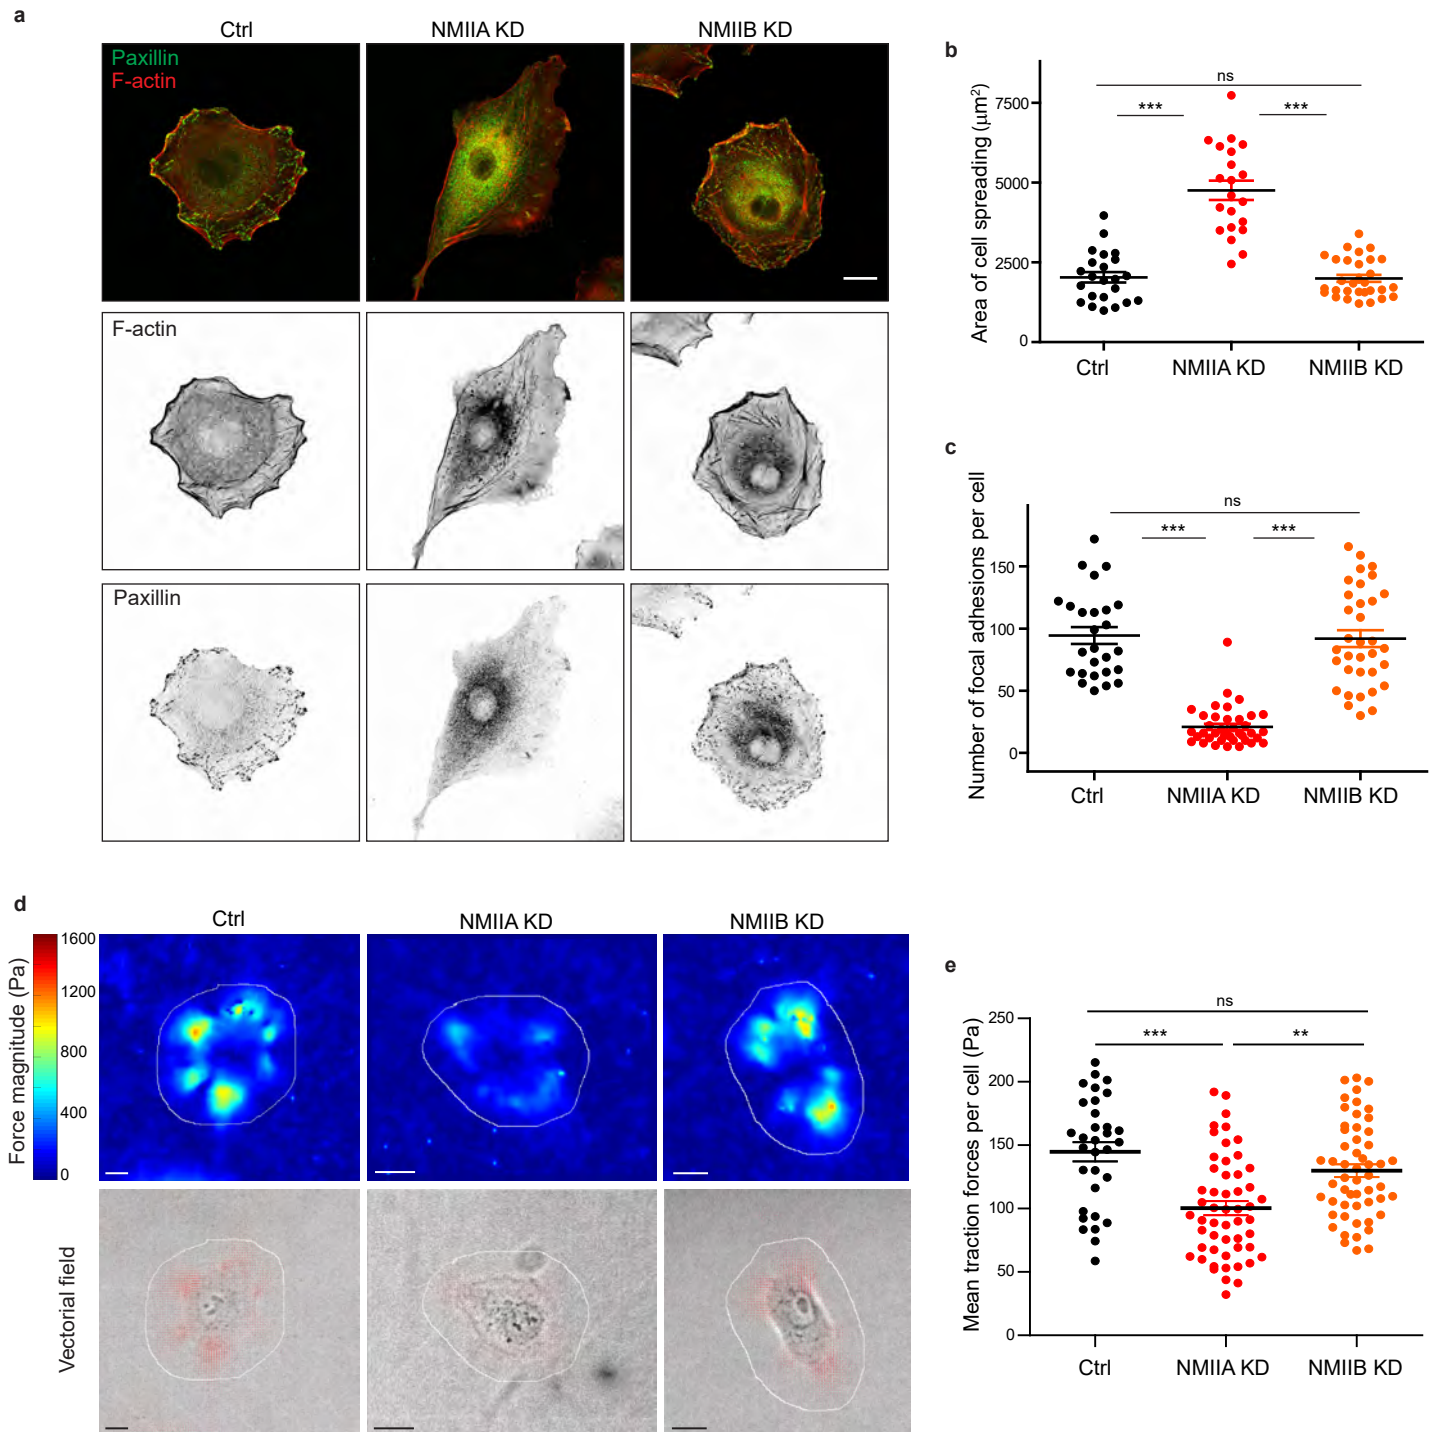 a
Ctrl
NMIIA KD
NMIIB KD
Paxillin
F-actin
F-actin
Paxillin
b
Area of cell spreading (μm²)
7500
5000
2500
0
ns
***
***
Ctrl
NMIIA KD
NMIIB KD
c
Number of focal adhesions per cell
150
100
50
0
ns
***
***
Ctrl
NMIIA KD
NMIIB KD
d
Ctrl
NMIIA KD
NMIIB KD
Force magnitude (Pa)
1600
1200
800
400
0
Vectorial field
e
Mean traction forces per cell (Pa)
250
200
150
100
50
0
ns
***
**
Ctrl
NMIIA KD
NMIIB KD